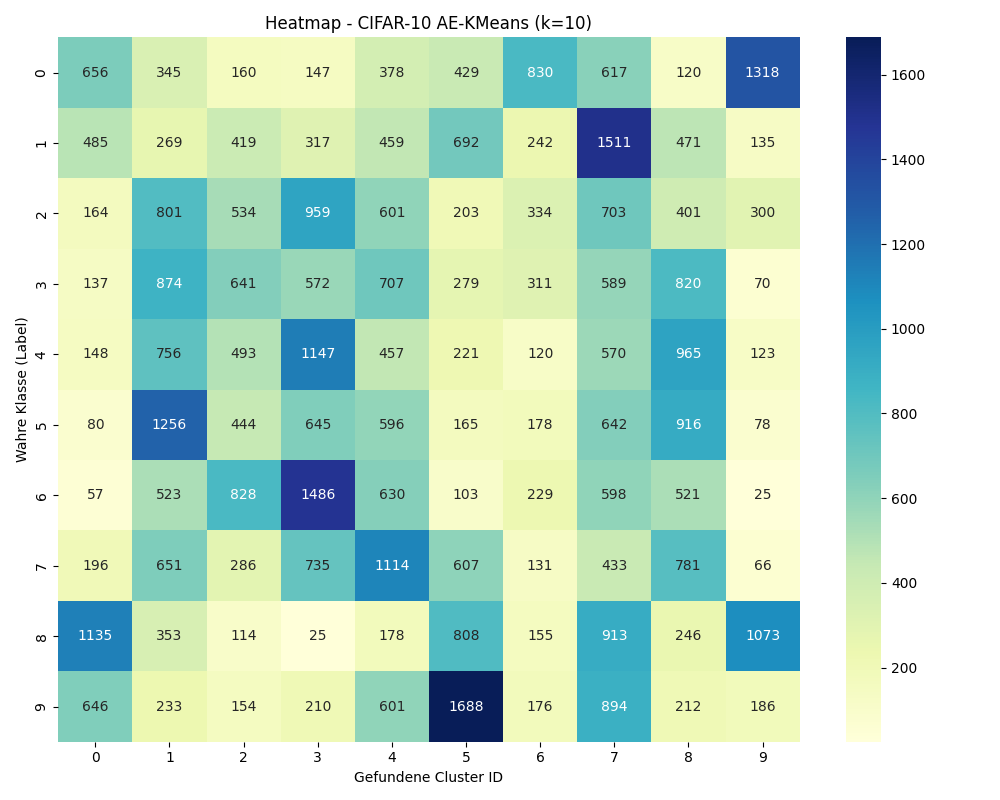 Heatmap - CIFAR-10 AE-KMeans (k=10)
0 656 345 160 147 378 429 830 617 120 1318
1 485 269 419 317 459 692 242 1511 471 135
2 164 801 534 959 601 203 334 703 401 300
3 137 874 641 572 707 279 311 589 820 70
4 148 756 493 1147 457 221 120 570 965 123
5 80 1256 444 645 596 165 178 642 916 78
6 57 523 828 1486 630 103 229 598 521 25
7 196 651 286 735 1114 607 131 433 781 66
8 1135 353 114 25 178 808 155 913 246 1073
9 646 233 154 210 601 1688 176 894 212 186
0 1 2 3 4 5 6 7 8 9
Gefundene Cluster ID
Wahre Klasse (Label)
1600
1400
1200
1000
800
600
400
200